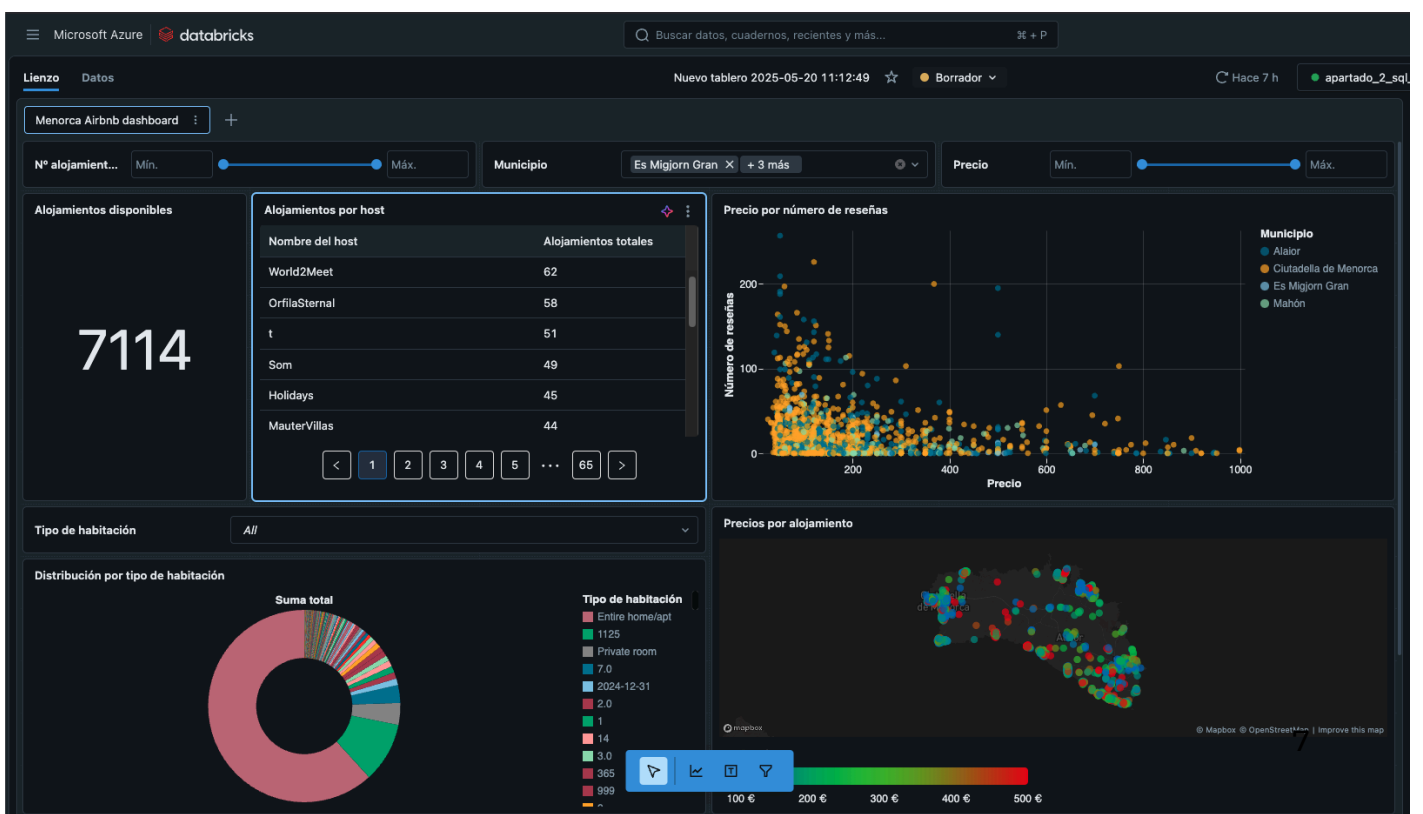 Microsoft Azure databricks
Buscar datos, cuadernos, recientes y más... ⌘ + P
Lienzo Datos
Nuevo tablero 2025-05-20 11:12:49 Borrador
Hace 7 h apartado_2_sql_
Menorca Airbnb dashboard
Nº alojamient... Mín. Máx.
Municipio Es Migjorn Gran + 3 más
Precio Mín. Máx.
Alojamientos disponibles
7114
Alojamientos por host
Nombre del host Alojamientos totales
World2Meet 62
OrfilaSternal 58
t 51
Som 49
Holidays 45
MauterVillas 44
< 1 2 3 4 5 ... 65 >
Precio por número de reseñas
Número de reseñas
200
100
0
200 400 600 800 1000
Precio
Municipio
Alaior
Ciutadella de Menorca
Es Migjorn Gran
Mahón
Tipo de habitación All
Distribución por tipo de habitación
Suma total
Tipo de habitación
Entire home/apt
1125
Private room
7.0
2024-12-31
2.0
1
14
3.0
365
999
Precios por alojamiento
mapbox
© Mapbox © OpenStreetMap | Improve this map
7
100 € 200 € 300 € 400 € 500 €